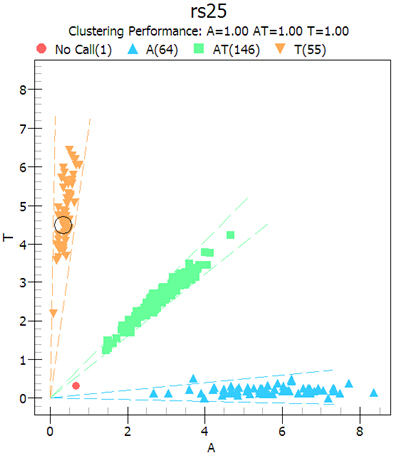 rs25
Clustering Performance: A=1.00 AT=1.00 T=1.00
No Call(1) A(64) AT(146) T(55)
8
7
6
5
4
3
2
1
0
T
0 2 4 6 8
A